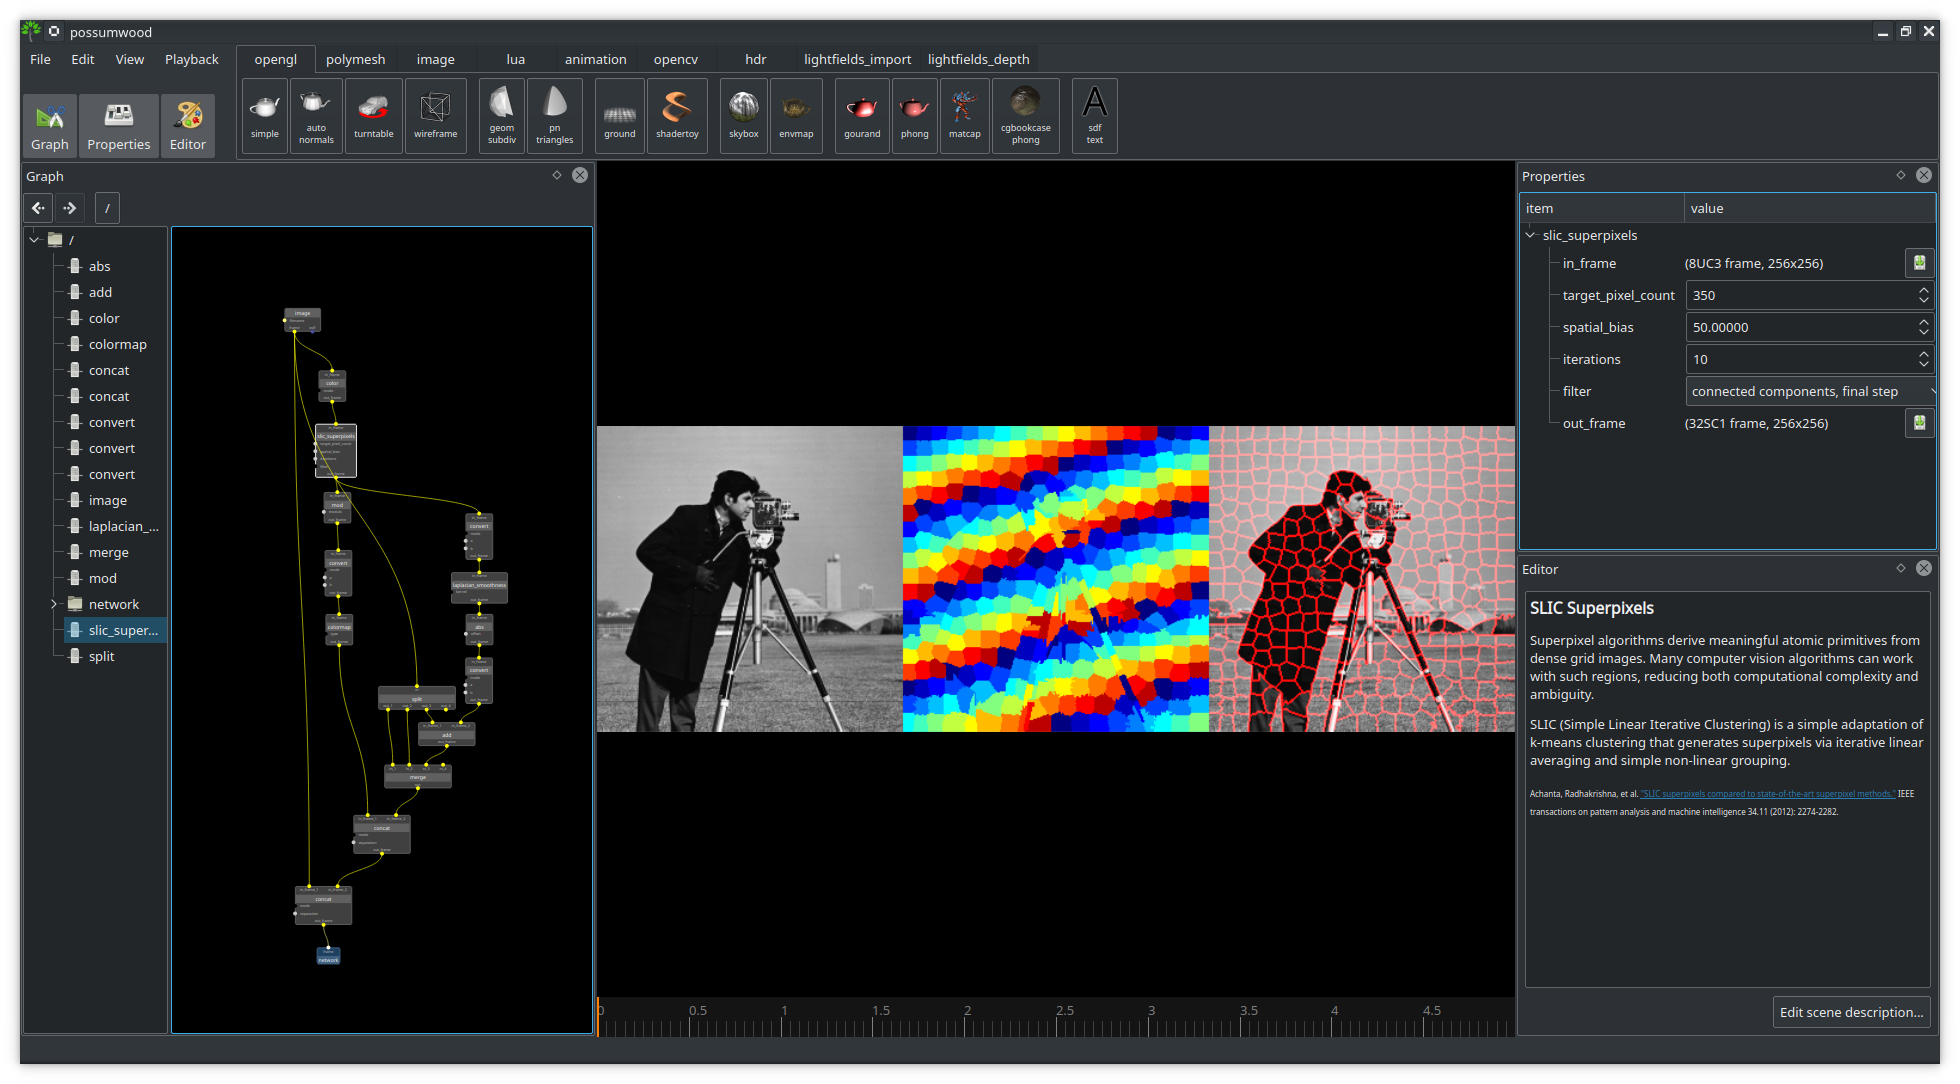 possumwood
File Edit View Playback
opengl polymesh image lua animation opencv hdr lightfields_import lightfields_depth
Graph Properties Editor
simple
auto
normals
turntable
wireframe
geom
subdiv
pn
triangles
ground
shadertoy
skybox
envmap
gourand
phong
matcap
cgbookcase
phong
sdf
text
Graph
/
/
abs
add
color
colormap
concat
concat
convert
convert
convert
image
laplacian_...
merge
mod
network
slic_super...
split
image
color
slic_superpixels
mod
convert
convert
laplacian_smoothness
colormap
abs
convert
split
add
merge
concat
concat
network
0 0.5 1 1.5 2 2.5 3 3.5 4 4.5
Properties
item value
slic_superpixels
in_frame (8UC3 frame, 256x256)
target_pixel_count 350
spatial_bias 50.00000
iterations 10
filter connected components, final step
out_frame (32SC1 frame, 256x256)
Editor
SLIC Superpixels
Superpixel algorithms derive meaningful atomic primitives from
dense grid images. Many computer vision algorithms can work
with such regions, reducing both computational complexity and
ambiguity.
SLIC (Simple Linear Iterative Clustering) is a simple adaptation of
k-means clustering that generates superpixels via iterative linear
averaging and simple non-linear grouping.
Achanta, Radhakrishna, et al. "SLIC superpixels compared to state-of-the-art superpixel methods." IEEE
transactions on pattern analysis and machine intelligence 34.11 (2012): 2274-2282.
Edit scene description...